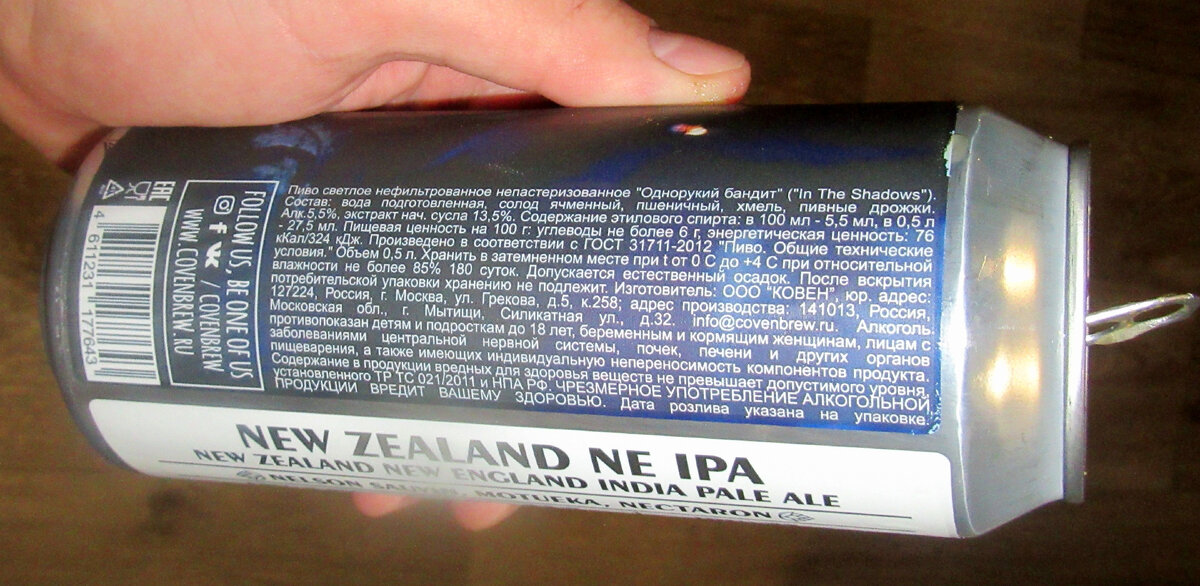 Пиво светлое нефильтрованное непастеризованное "Однорукий бандит" ("In The Shadows").
Состав: вода подготовленная, солод ячменный, пшеничный, хмель, пивные дрожжи.
Алк.5,5%, экстракт нач. сусла 13,5%. Содержание этилового спирта: в 100 мл - 5,5 мл, в 0,5 л
- 27,5 мл. Пищевая ценность на 100 г: углеводы не более 6 г, энергетическая ценность: 76
кКал/324 кДж. Произведено в соответствии с ГОСТ 31711-2012 "Пиво. Общие технические
условия." Объем 0,5 л. Хранить в затемненном месте при t от 0 С до +4 С при относительной
влажности не более 85% 180 суток. Допускается естественный осадок. После вскрытия
потребительской упаковки хранению не подлежит. Изготовитель: ООО "КОВЕН", юр. адрес:
127224, Россия, г. Москва, ул. Грекова, д.5, к.258; адрес производства: 141013, Россия,
Московская обл., г. Мытищи, Силикатная ул., д.32. info@covenbrew.ru. Алкоголь
противопоказан детям и подросткам до 18 лет, беременным и кормящим женщинам, лицам с
заболеваниями центральной нервной системы, почек, печени и других органов
пищеварения, а также имеющих индивидуальную непереносимость компонентов продукта.
Содержание в продукции вредных для здоровья веществ не превышает допустимого уровня,
установленного ТР ТС 021/2011 и НПА РФ. ЧРЕЗМЕРНОЕ УПОТРЕБЛЕНИЕ АЛКОГОЛЬНОЙ
ПРОДУКЦИИ ВРЕДИТ ВАШЕМУ ЗДОРОВЬЮ. Дата розлива указана на упаковке.
FOLLOW US, BE ONE OF US
/ COVENBREW
WWW.COVENBREW.RU
EAC
4 611231 177643
NEW ZEALAND NE IPA
NEW ZEALAND NEW ENGLAND INDIA PALE ALE
NELSON SAUVIN, MOTUEKA, NECTARON